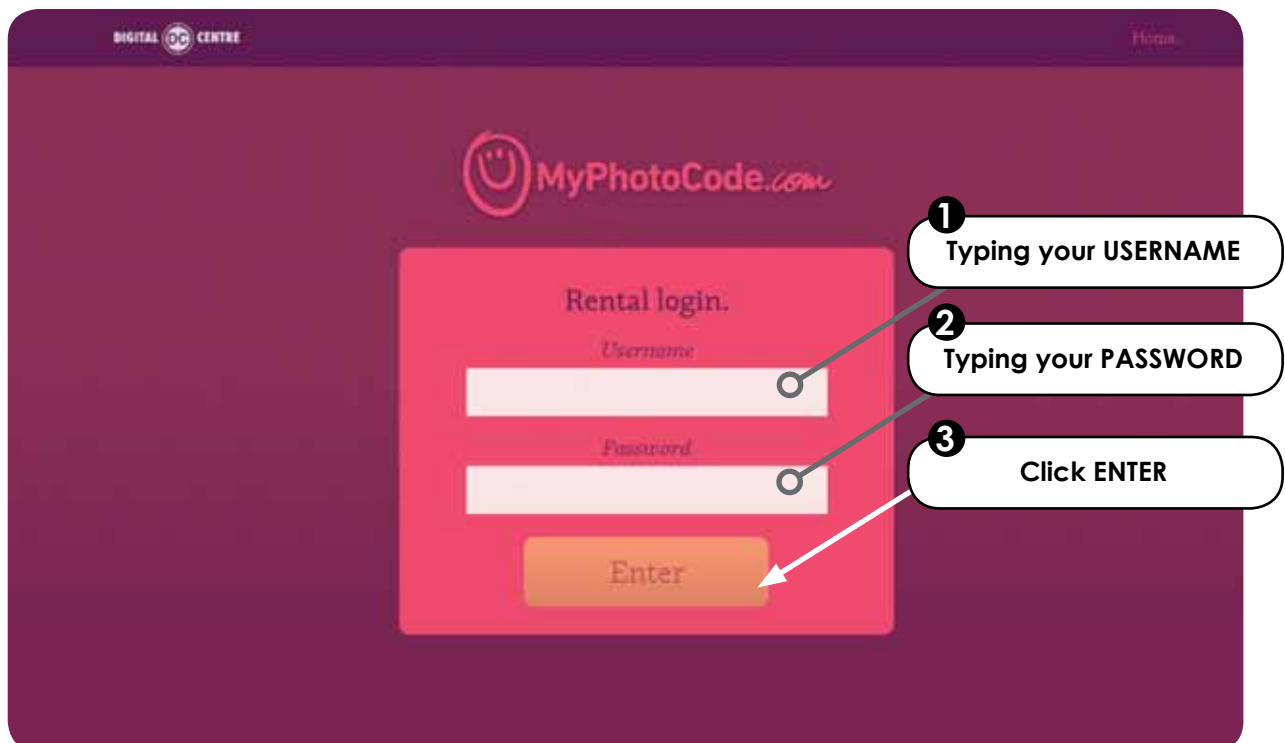 DIGITAL DC CENTRE
Home.
MyPhotoCode.com
1
Typing your USERNAME
Rental login.
2
Typing your PASSWORD
Username
3
Click ENTER
Password
Enter